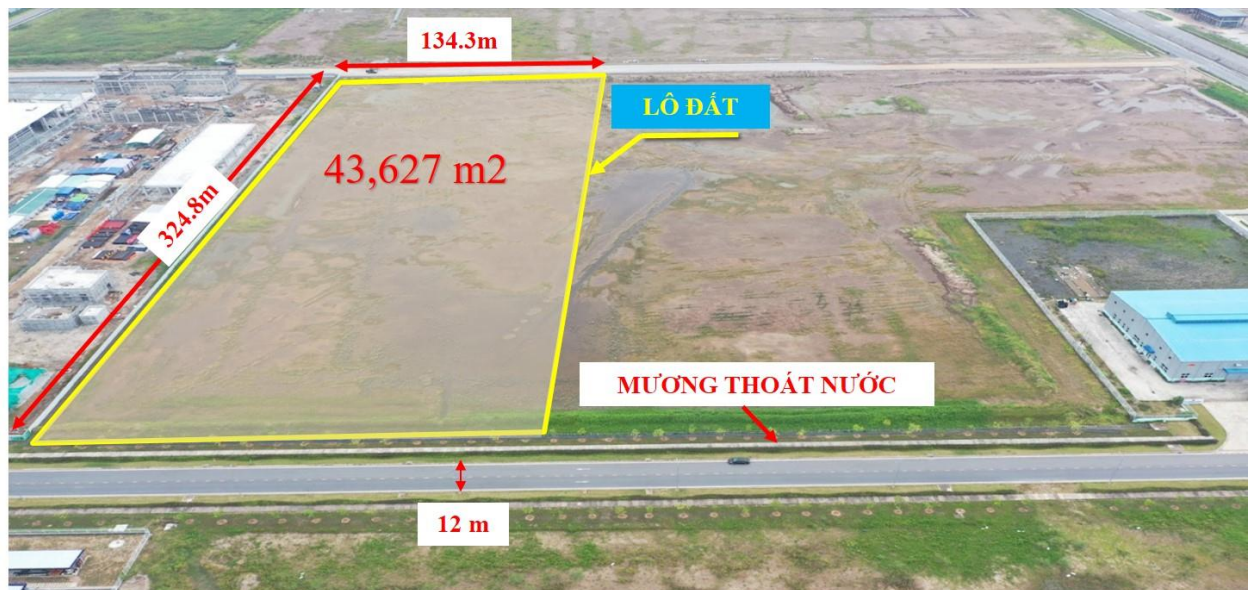 134.3m
LÔ ĐẤT
43,627 m2
324.8m
MƯƠNG THOÁT NƯỚC
12 m